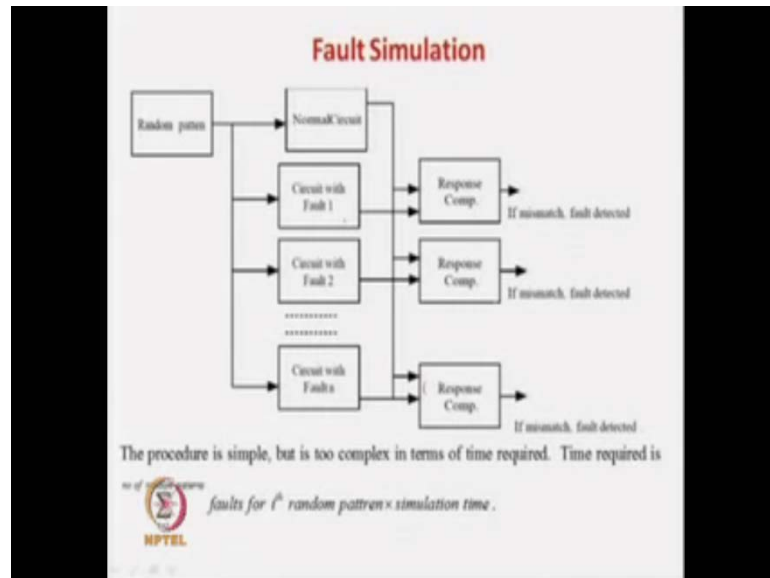 Fault Simulation
Random patten
NormalCircuit
Circuit with
Fault 1
Response
Comp.
If mismatch, fault detected
Circuit with
Fault 2
Response
Comp.
If mismatch, fault detected
...........
...........
Circuit with
Fault n
Response
Comp.
If mismatch, fault detected
The procedure is simple, but is too complex in terms of time required. Time required is
no of
faults for i th random pattren× simulation time .
NPTEL